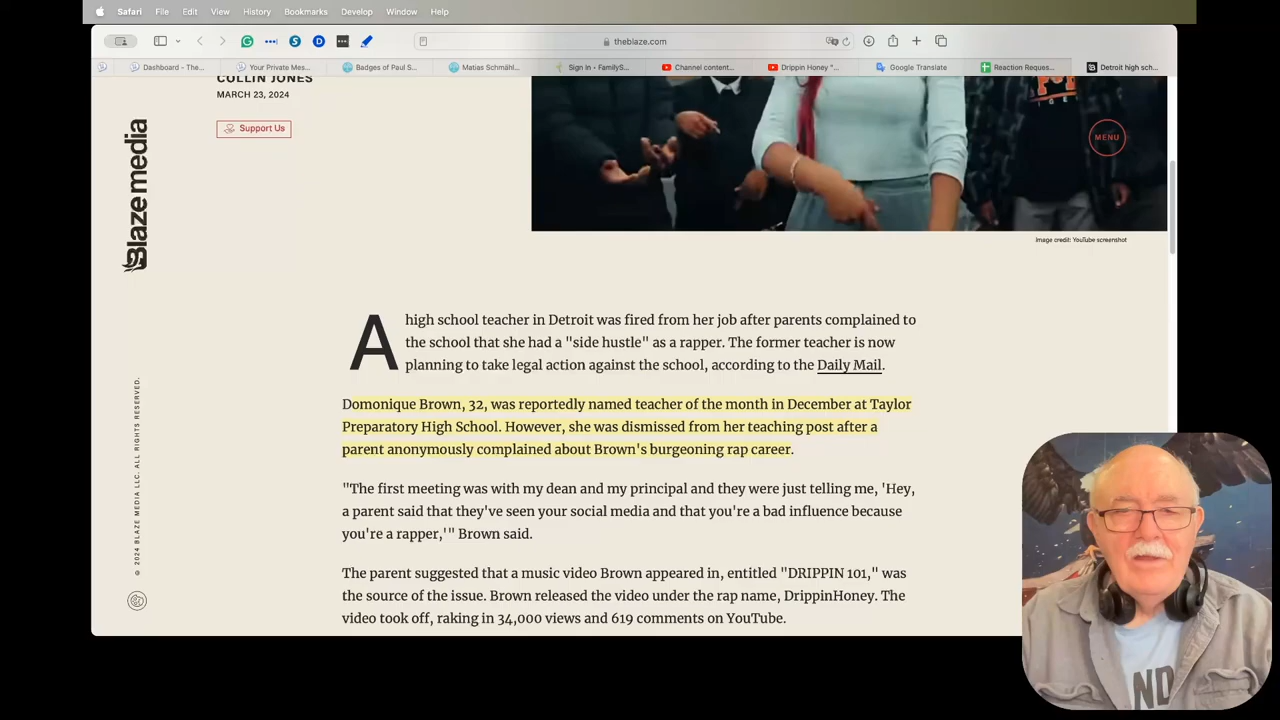 Safari File Edit View History Bookmarks Develop Window Help
theblaze.com
Dashboard - The... Your Private Mes... Badges of Paul S... Matias Schmähl... Sign In • FamilyS... Channel content... Drippin Honey "... Google Translate Reaction Reques... Detroit high sch...
COLLIN JONES
MARCH 23, 2024
Support Us
MENU
Blaze media
© 2024 BLAZE MEDIA LLC. ALL RIGHTS RESERVED.
Image credit: YouTube screenshot
A high school teacher in Detroit was fired from her job after parents complained to
the school that she had a "side hustle" as a rapper. The former teacher is now
planning to take legal action against the school, according to the Daily Mail.
Domonique Brown, 32, was reportedly named teacher of the month in December at Taylor
Preparatory High School. However, she was dismissed from her teaching post after a
parent anonymously complained about Brown's burgeoning rap career.
"The first meeting was with my dean and my principal and they were just telling me, 'Hey,
a parent said that they've seen your social media and that you're a bad influence because
you're a rapper,'" Brown said.
The parent suggested that a music video Brown appeared in, entitled "DRIPPIN 101," was
the source of the issue. Brown released the video under the rap name, DrippinHoney. The
video took off, raking in 34,000 views and 619 comments on YouTube.
ND